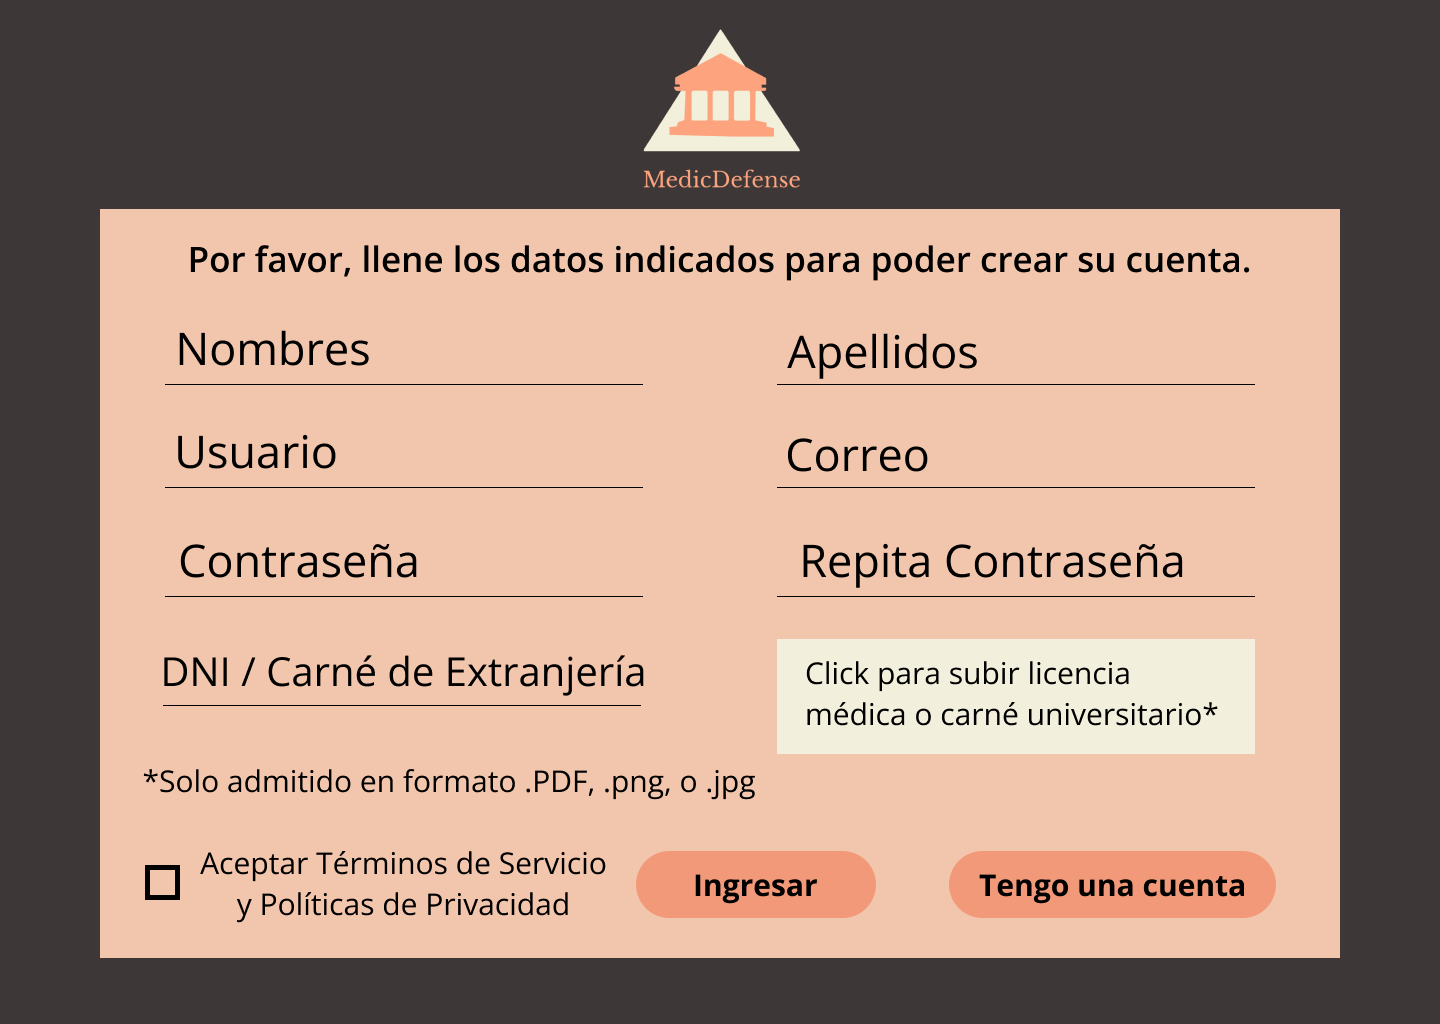 MedicDefense
Por favor, llene los datos indicados para poder crear su cuenta.
Nombres
Apellidos
Usuario
Correo
Contraseña
Repita Contraseña
DNI / Carné de Extranjería
Click para subir licencia
médica o carné universitario*
*Solo admitido en formato .PDF, .png, o .jpg
Aceptar Términos de Servicio
y Políticas de Privacidad
Ingresar
Tengo una cuenta